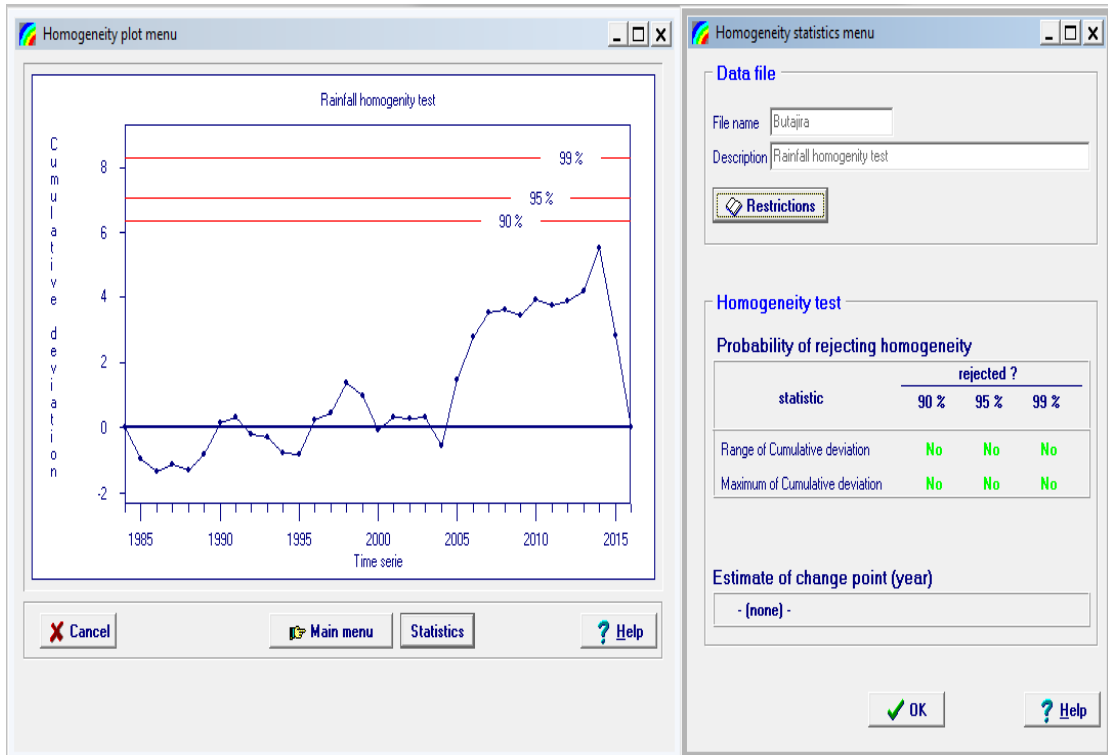 Homogeneity plot menu
Rainfall homogenity test
Cumulative deviation
8
6
4
2
0
-2
99 %
95 %
90 %
1985 1990 1995 2000 2005 2010 2015
Time serie
Cancel
Main menu
Statistics
? Help
Homogeneity statistics menu
Data file
File name Butajira
Description Rainfall homogenity test
Restrictions
Homogeneity test
Probability of rejecting homogeneity
rejected ?
statistic 90 % 95 % 99 %
Range of Cumulative deviation No No No
Maximum of Cumulative deviation No No No
Estimate of change point (year)
- (none) -
OK
? Help